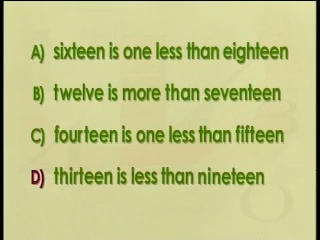 A) sixteen is one less than eighteen
B) twelve is more than seventeen
C) fourteen is one less than fifteen
D) thirteen is less than nineteen